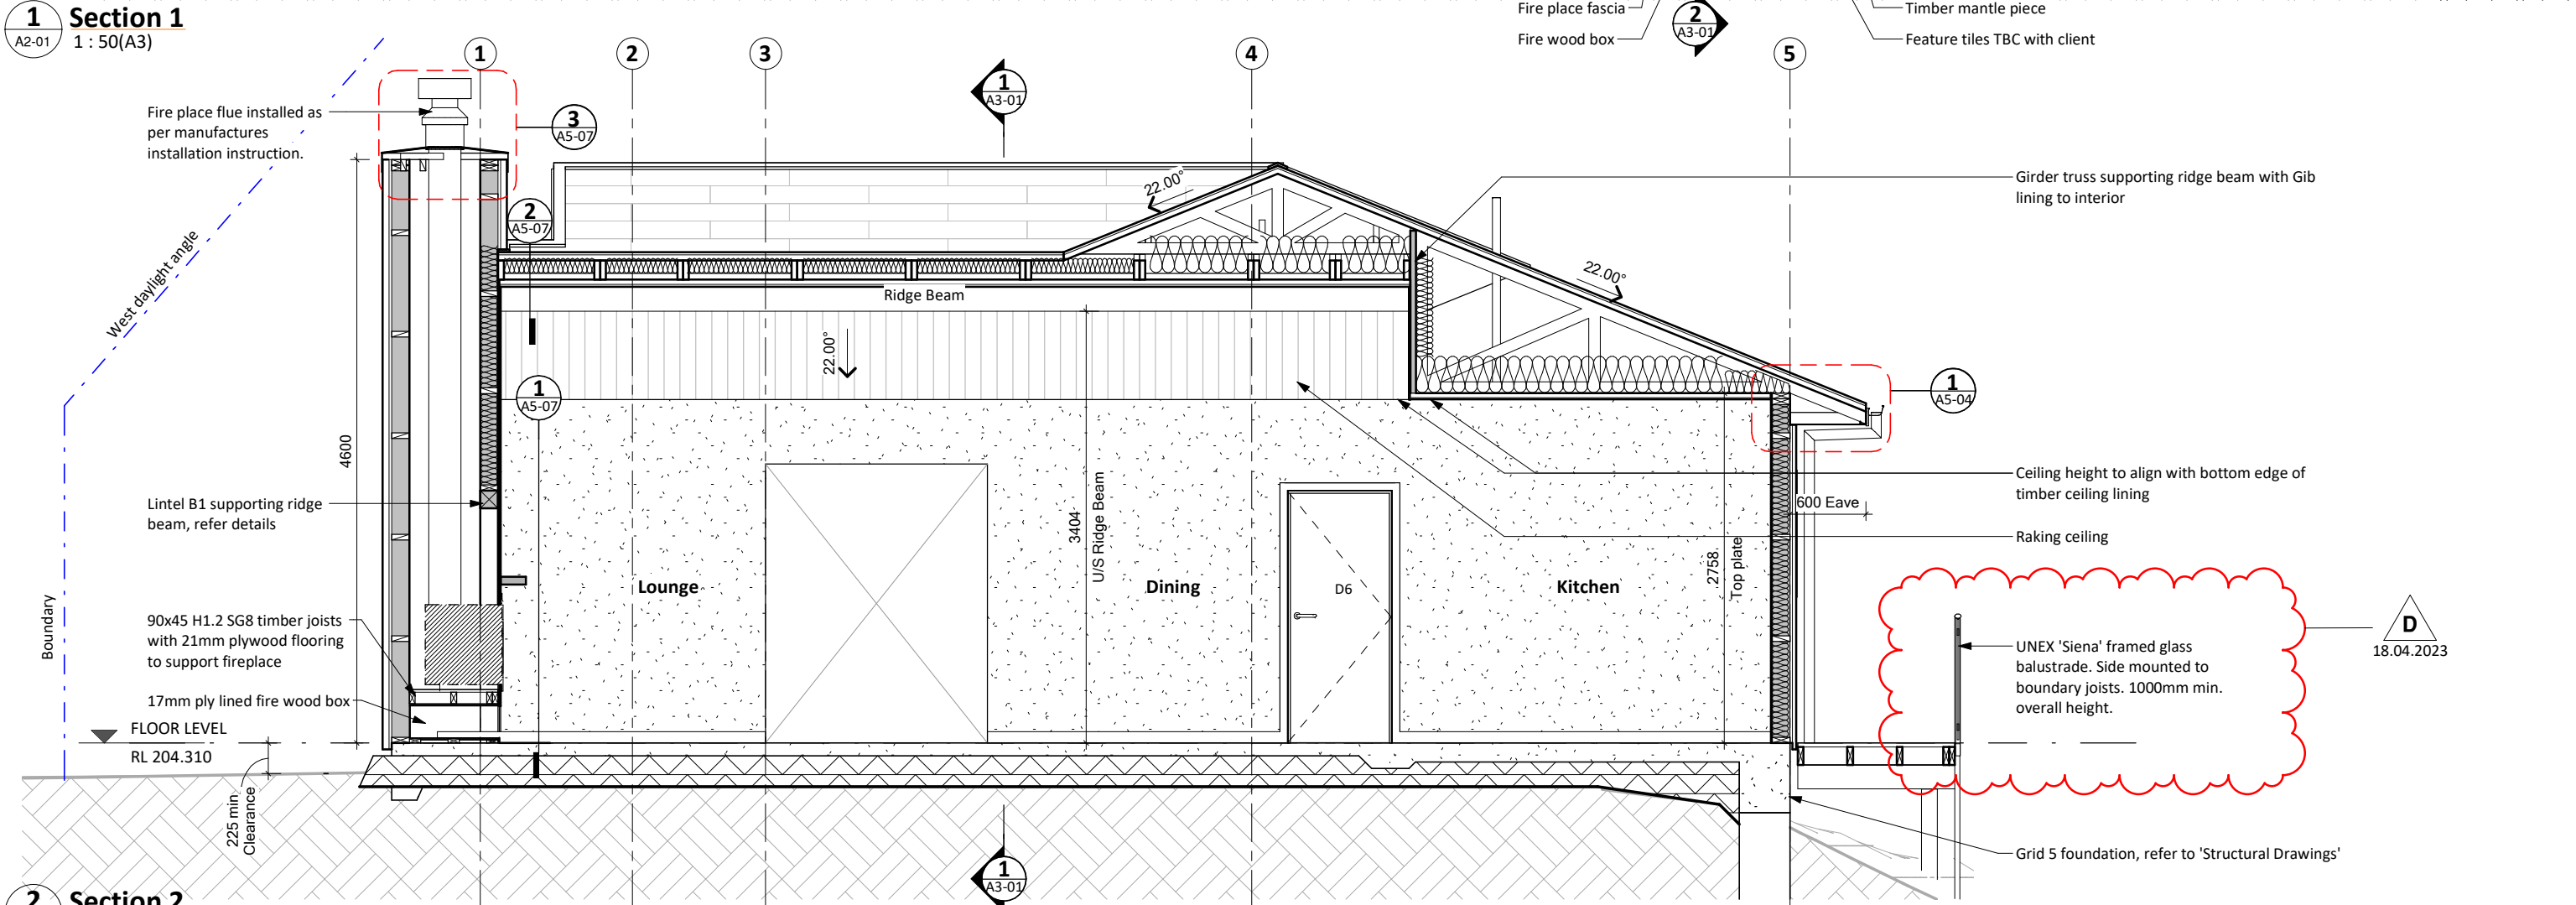 1
A2-01
Section 1
1 : 50(A3)
Fire place fascia
Fire wood box
2
A3-01
Timber mantle piece
Feature tiles TBC with client
1
2
3
4
5
1
A3-01
Fire place flue installed as
per manufactures
installation instruction.
3
A5-07
2
A5-07
22.00°
Girder truss supporting ridge beam with Gib
lining to interior
West daylight angle
22.00°
Ridge Beam
22.00°
1
A5-07
1
A5-04
4600
Ceiling height to align with bottom edge of
timber ceiling lining
Lintel B1 supporting ridge
beam, refer details
3404
U/S Ridge Beam
600 Eave
Raking ceiling
2758
Top plate
Lounge
Dining
D6
Kitchen
Boundary
90x45 H1.2 SG8 timber joists
with 21mm plywood flooring
to support fireplace
UNEX 'Siena' framed glass
balustrade. Side mounted to
boundary joists. 1000mm min.
overall height.
D
18.04.2023
17mm ply lined fire wood box
FLOOR LEVEL
RL 204.310
225 min
Clearance
Grid 5 foundation, refer to 'Structural Drawings'
1
A3-01
2
Section 2